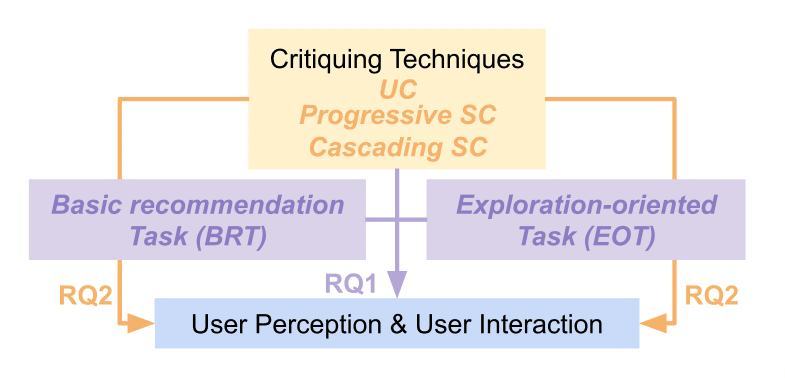 Critiquing Techniques
UC
Progressive SC
Cascading SC
Basic recommendation
Task (BRT)
Exploration-oriented
Task (EOT)
RQ2
RQ1
RQ2
User Perception & User Interaction